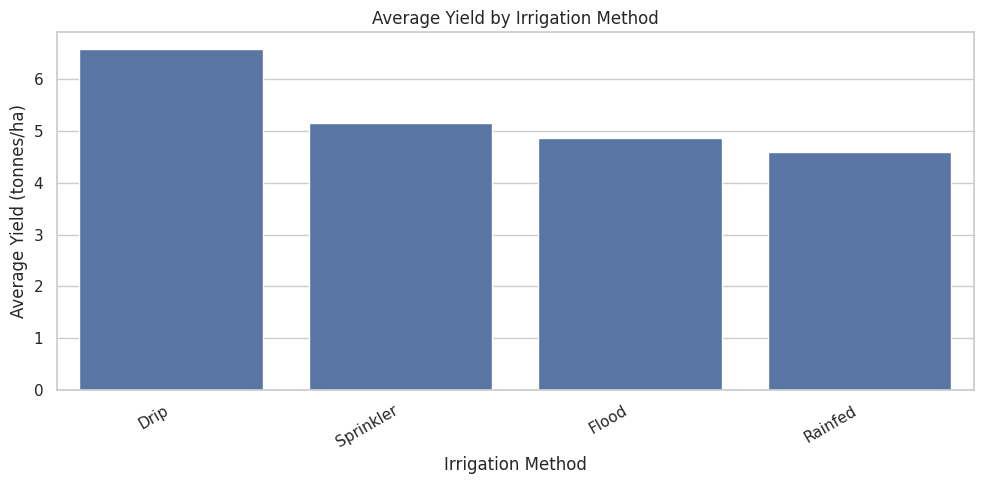 Average Yield by Irrigation Method
Average Yield (tonnes/ha)
6
5
4
3
2
1
0
Drip
Sprinkler
Flood
Rainfed
Irrigation Method